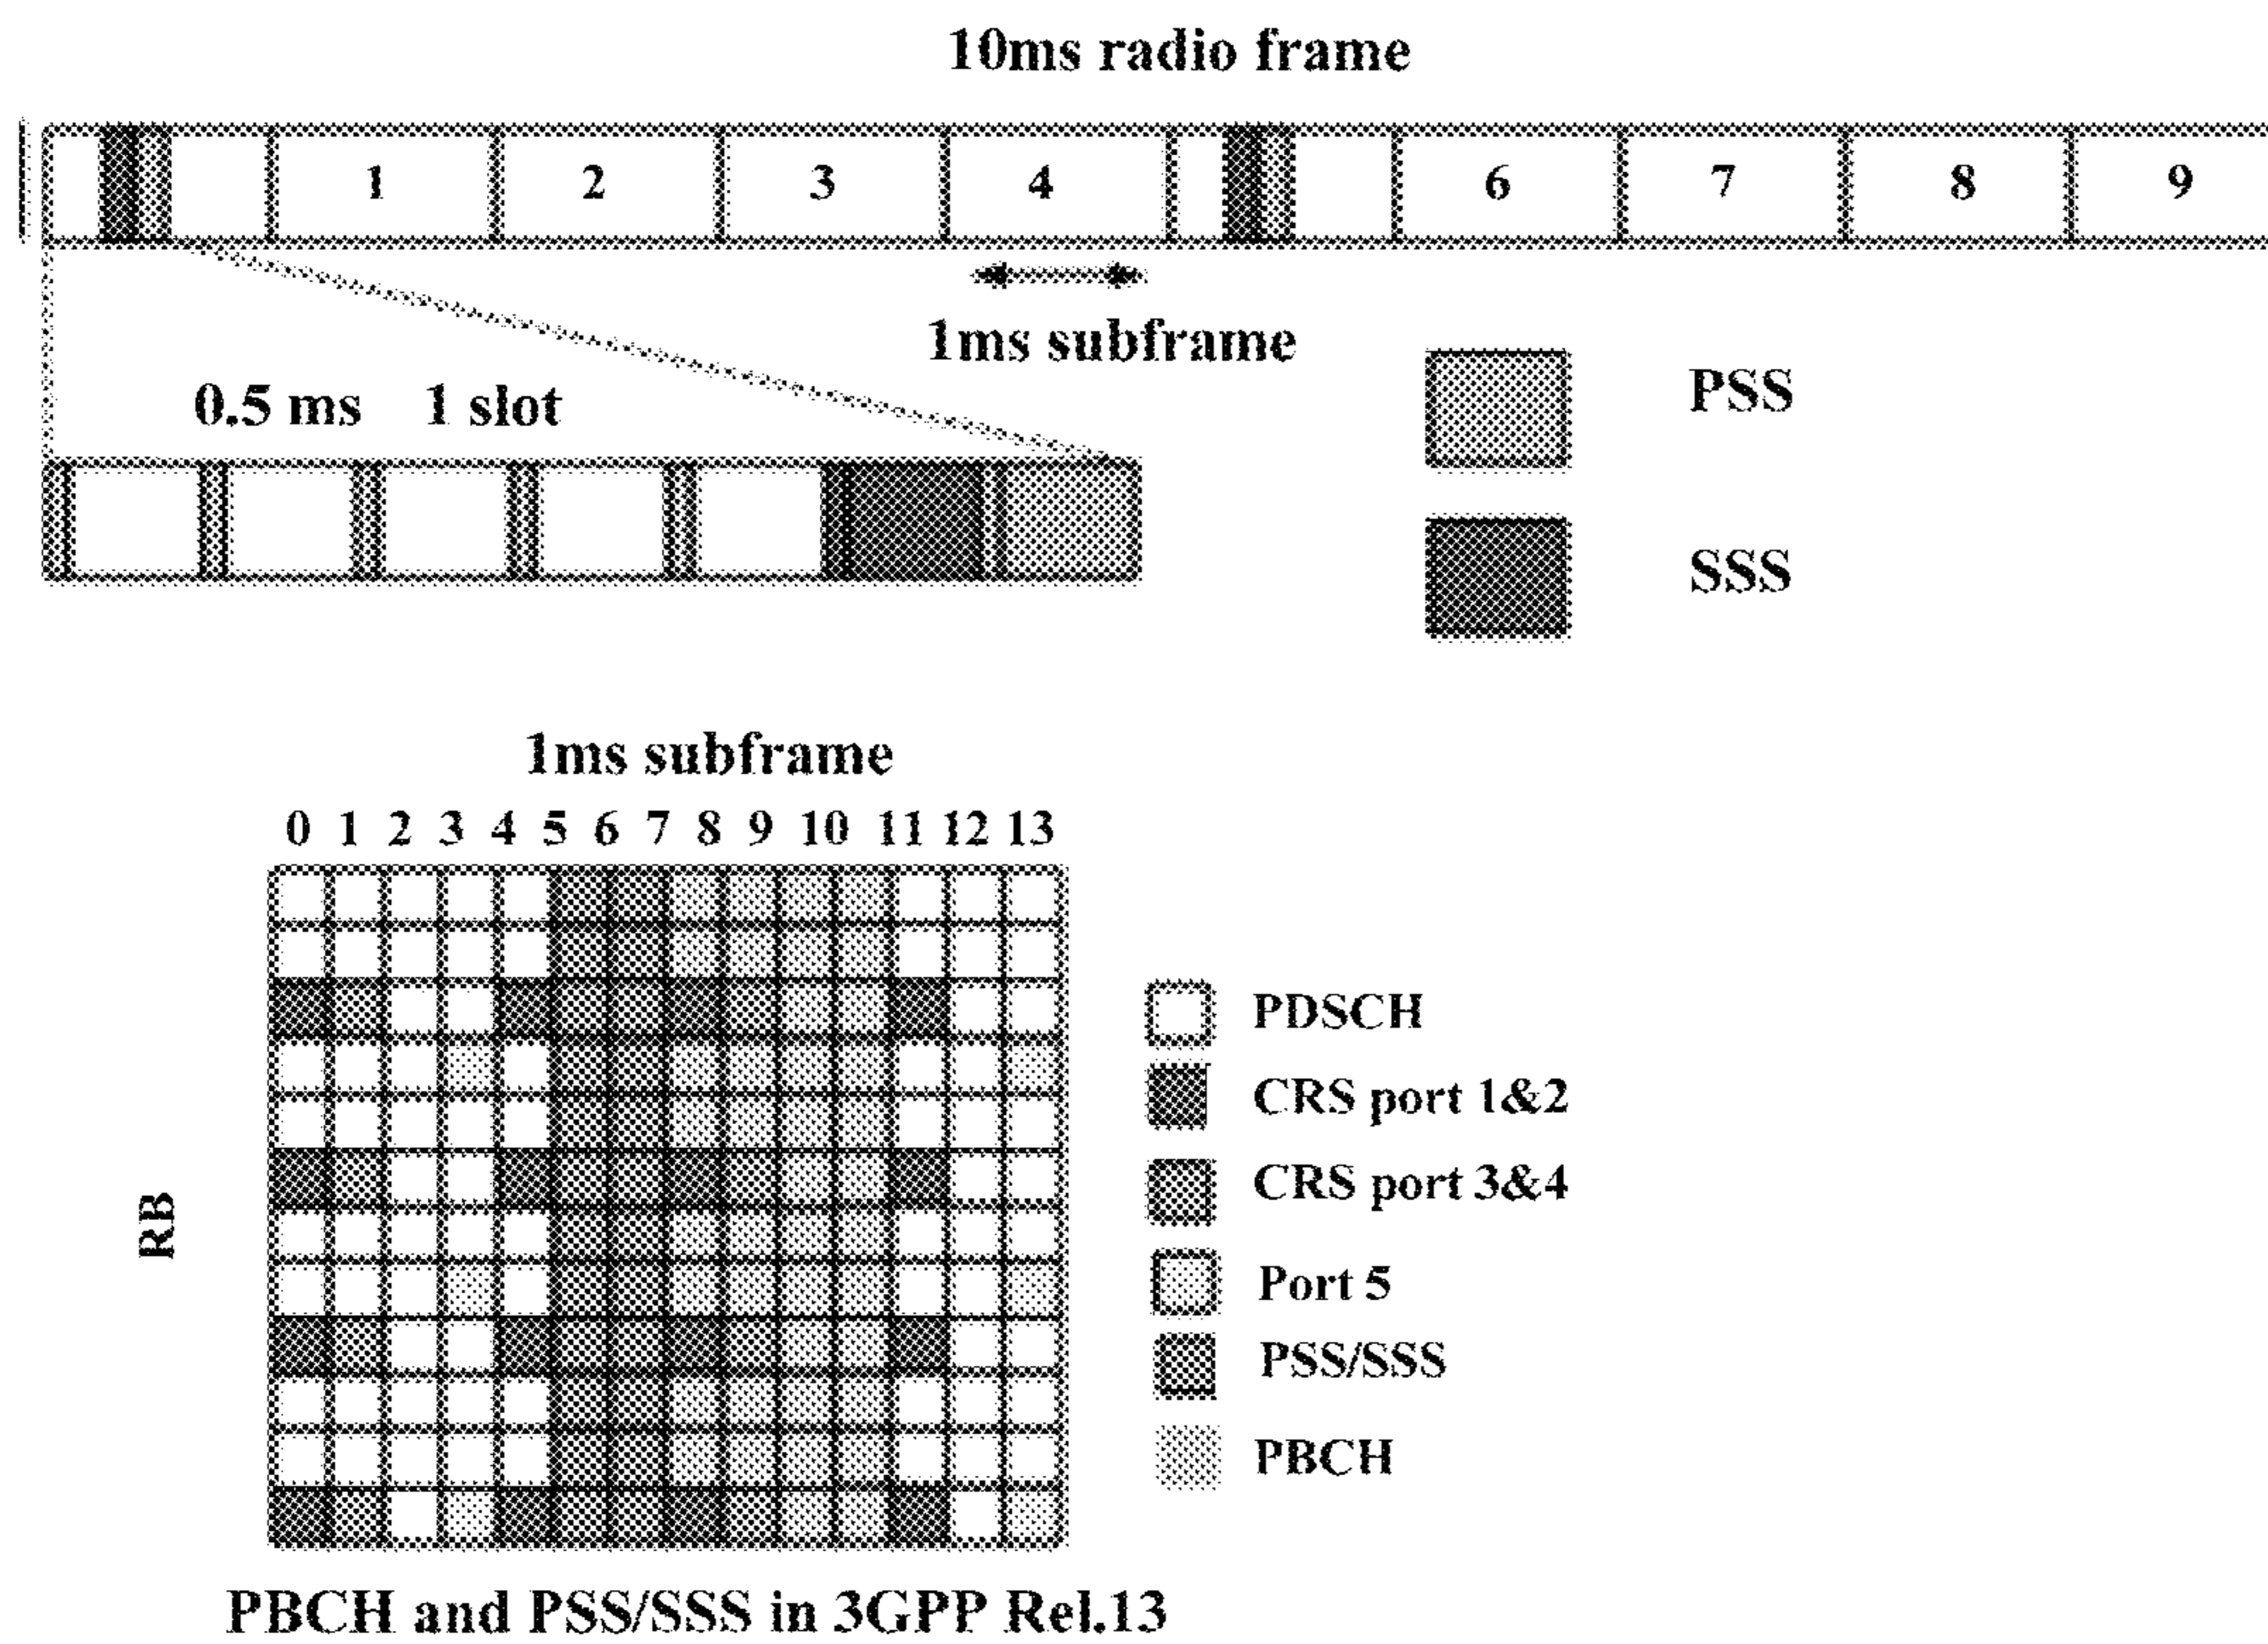 10ms radio frame
1 2 3 4 6 7 8 9
1ms subframe
0.5 ms 1 slot
PSS
SSS
1ms subframe
0 1 2 3 4 5 6 7 8 9 10 11 12 13
RB
PDSCH
CRS port 1&2
CRS port 3&4
Port 5
PSS/SSS
PBCH
PBCH and PSS/SSS in 3GPP Rel.13